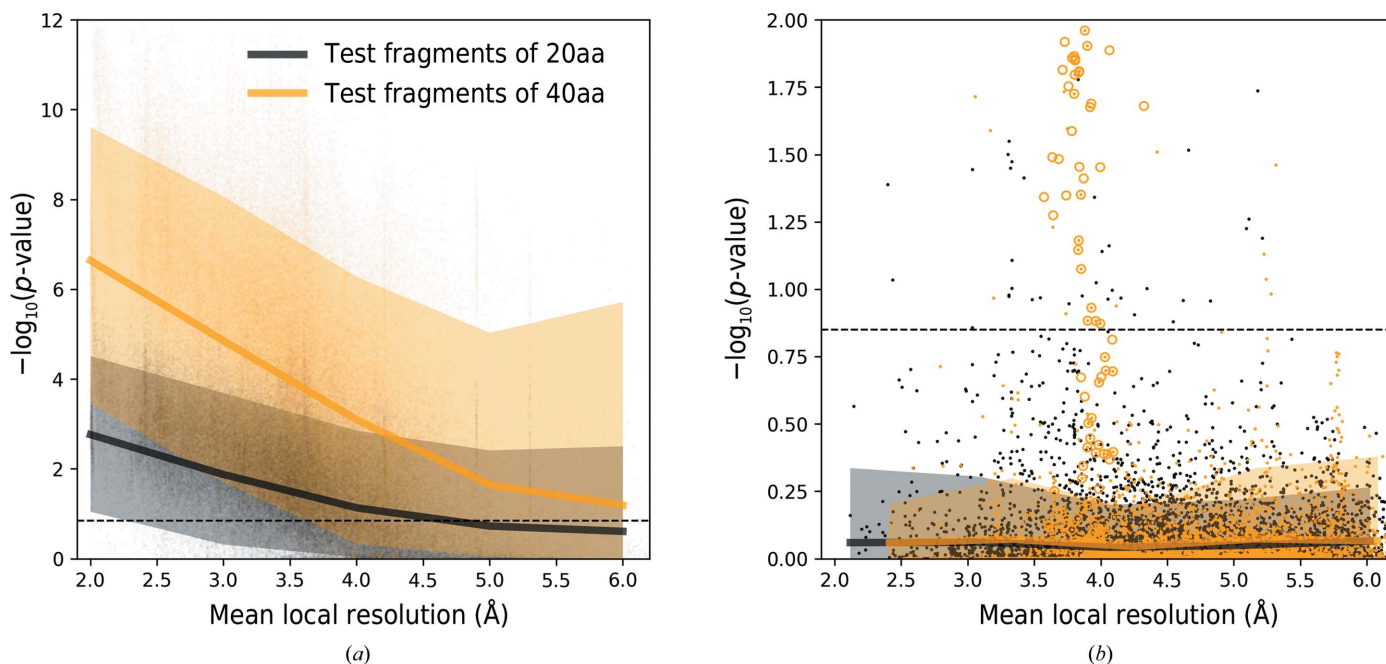 12
10
8
6
4
2
0
−log₁₀(p-value)
Test fragments of 20aa
Test fragments of 40aa
2.0 2.5 3.0 3.5 4.0 4.5 5.0 5.5 6.0
Mean local resolution (Å)
(a)
2.00
1.75
1.50
1.25
1.00
0.75
0.50
0.25
0.00
−log₁₀(p-value)
2.0 2.5 3.0 3.5 4.0 4.5 5.0 5.5 6.0
Mean local resolution (Å)
(b)